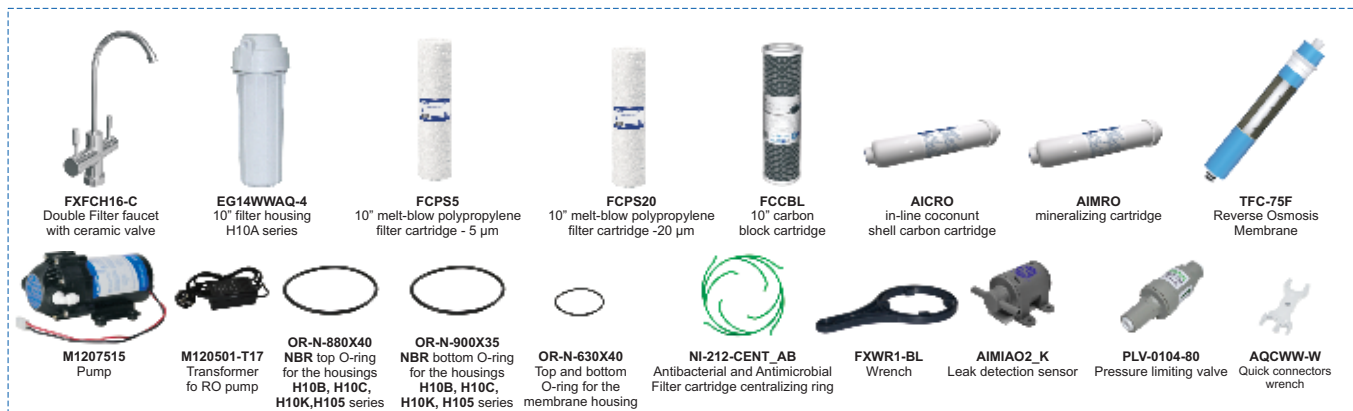 FXFCH16-C
Double Filter faucet
with ceramic valve
EG14WWAQ-4
10" filter housing
H10A series
FCPS5
10" melt-blow polypropylene
filter cartridge - 5 µm
FCPS20
10" melt-blow polypropylene
filter cartridge -20 µm
FCCBL
10" carbon
block cartridge
AICRO
in-line coconunt
shell carbon cartridge
AIMRO
mineralizing cartridge
TFC-75F
Reverse Osmosis
Membrane
M1207515
Pump
M120501-T17
Transformer
fo RO pump
OR-N-880X40
NBR top O-ring
for the housings
H10B, H10C,
H10K,H105 series
OR-N-900X35
NBR bottom O-ring
for the housings
H10B, H10C,
H10K, H105 series
OR-N-630X40
Top and bottom
O-ring for the
membrane housing
NI-212-CENT_AB
Antibacterial and Antimicrobial
Filter cartridge centralizing ring
FXWR1-BL
Wrench
AIMIAO2_K
Leak detection sensor
PLV-0104-80
Pressure limiting valve
AQCWW-W
Quick connectors
wrench